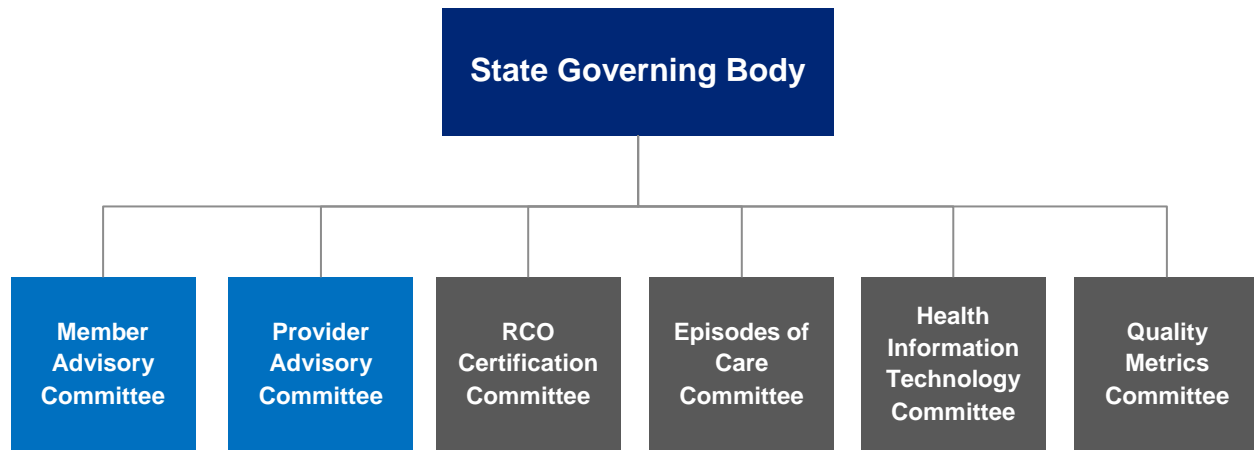 State Governing Body
Member
Advisory
Committee
Provider
Advisory
Committee
RCO
Certification
Committee
Episodes of
Care
Committee
Health
Information
Technology
Committee
Quality
Metrics
Committee